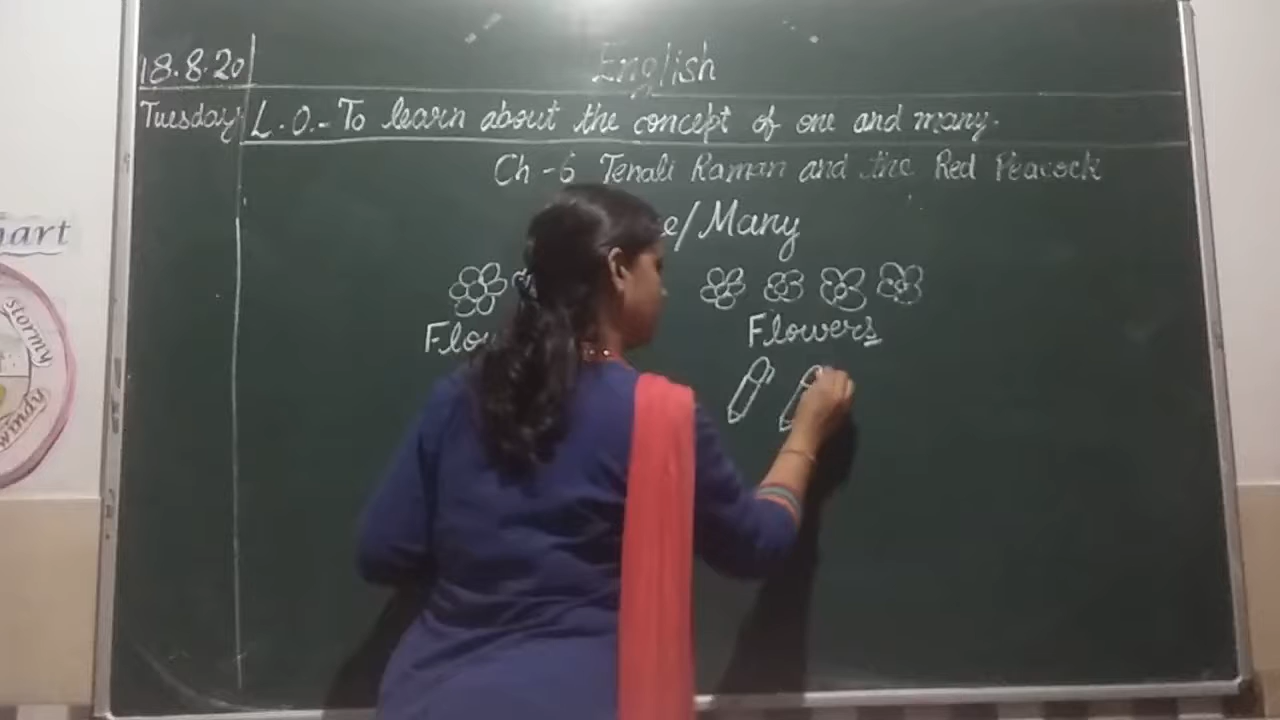 18.8.20
English
Tuesday
L.O.- To learn about the concept of one and many.
Ch-6 Tenali Raman and the Red Peacock
e/Many
Flow
Flowers
art
Stormy
Windy